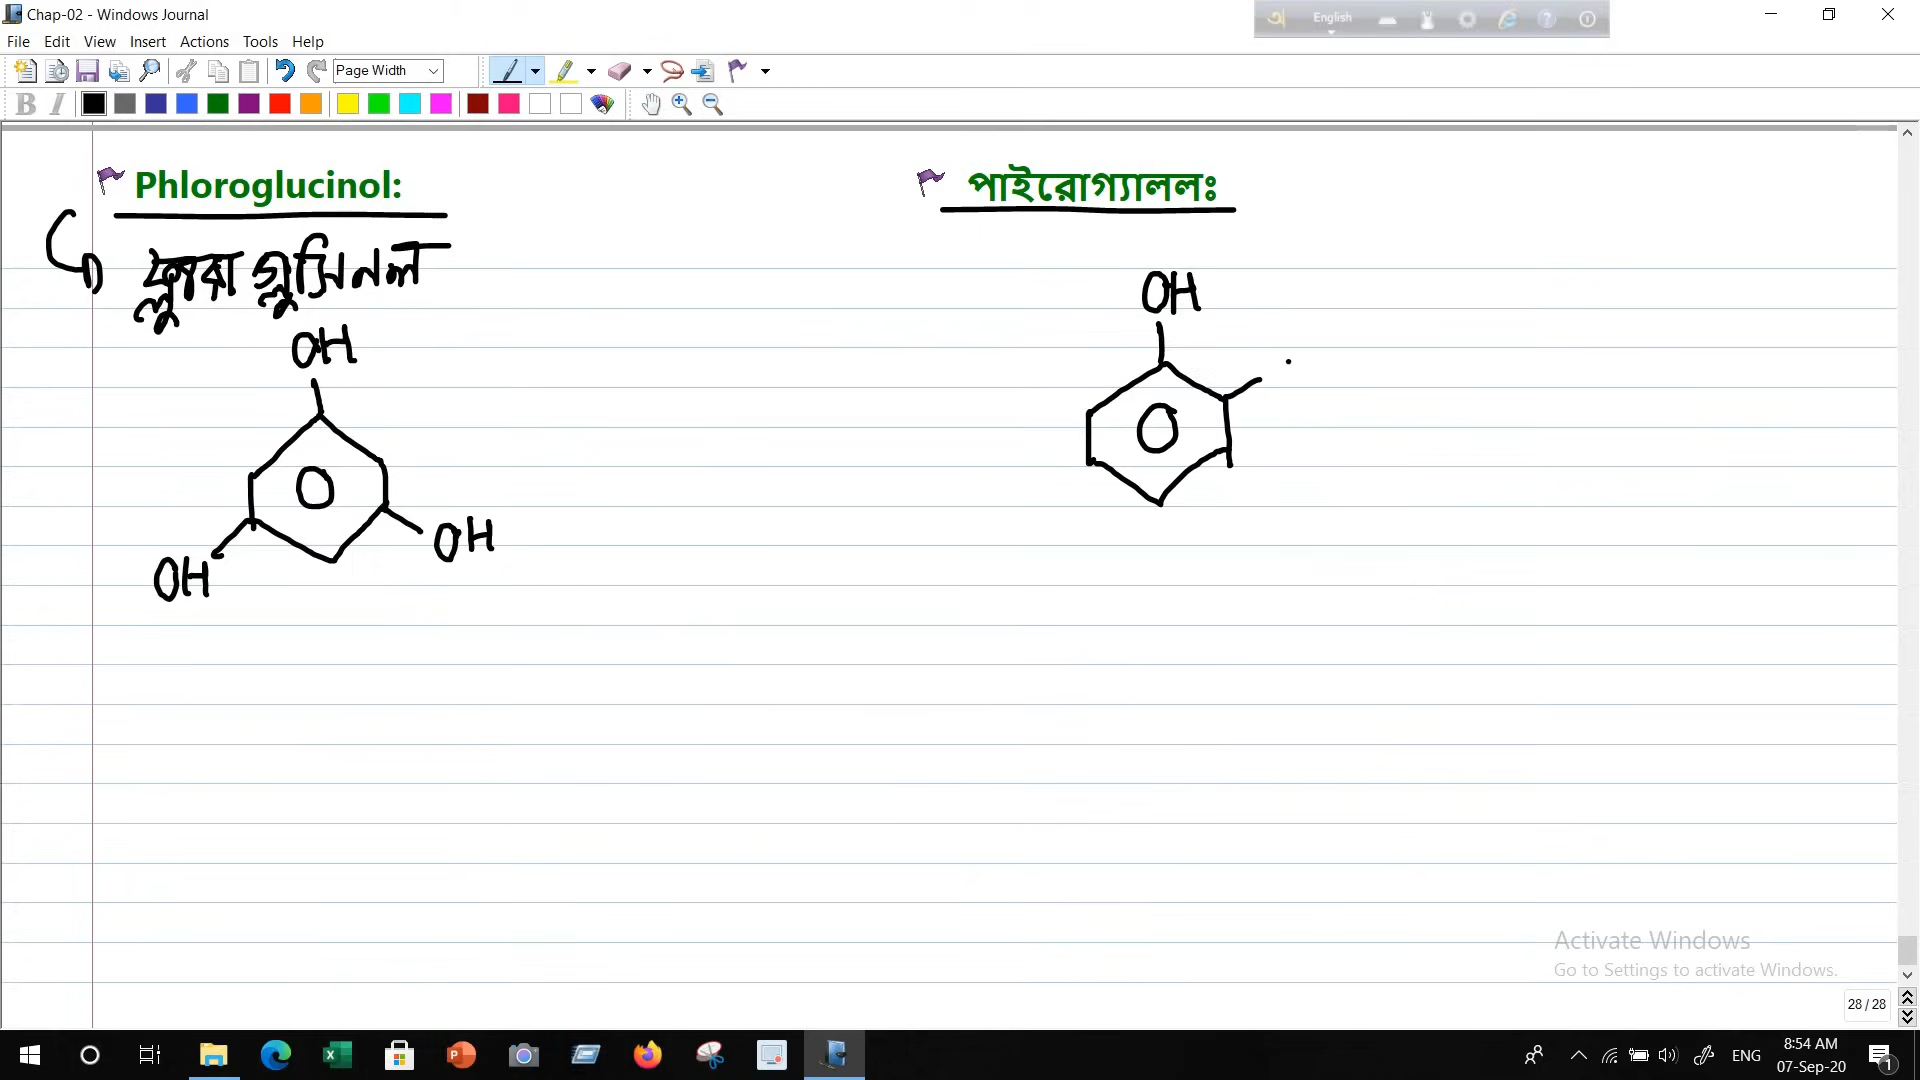 Chap-02 - Windows Journal
English
File Edit View Insert Actions Tools Help
Page Width
B I
Phloroglucinol:
পাইরোগ্যাললঃ
ফ্লুরোগ্লুসিনল
OH
OH
OH
OH
Activate Windows
Go to Settings to activate Windows.
28 / 28
ENG
8:54 AM
07-Sep-20
1